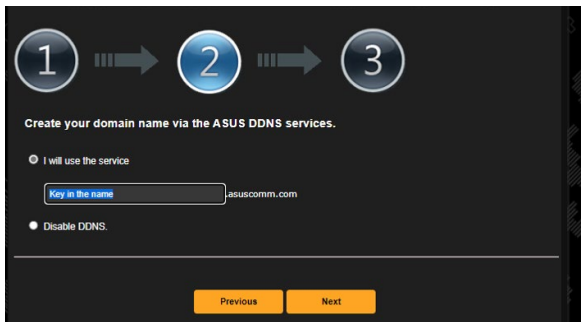 1 2 3
Create your domain name via the ASUS DDNS services.
I will use the service
Key in the name .asuscomm.com
Disable DDNS.
Previous Next